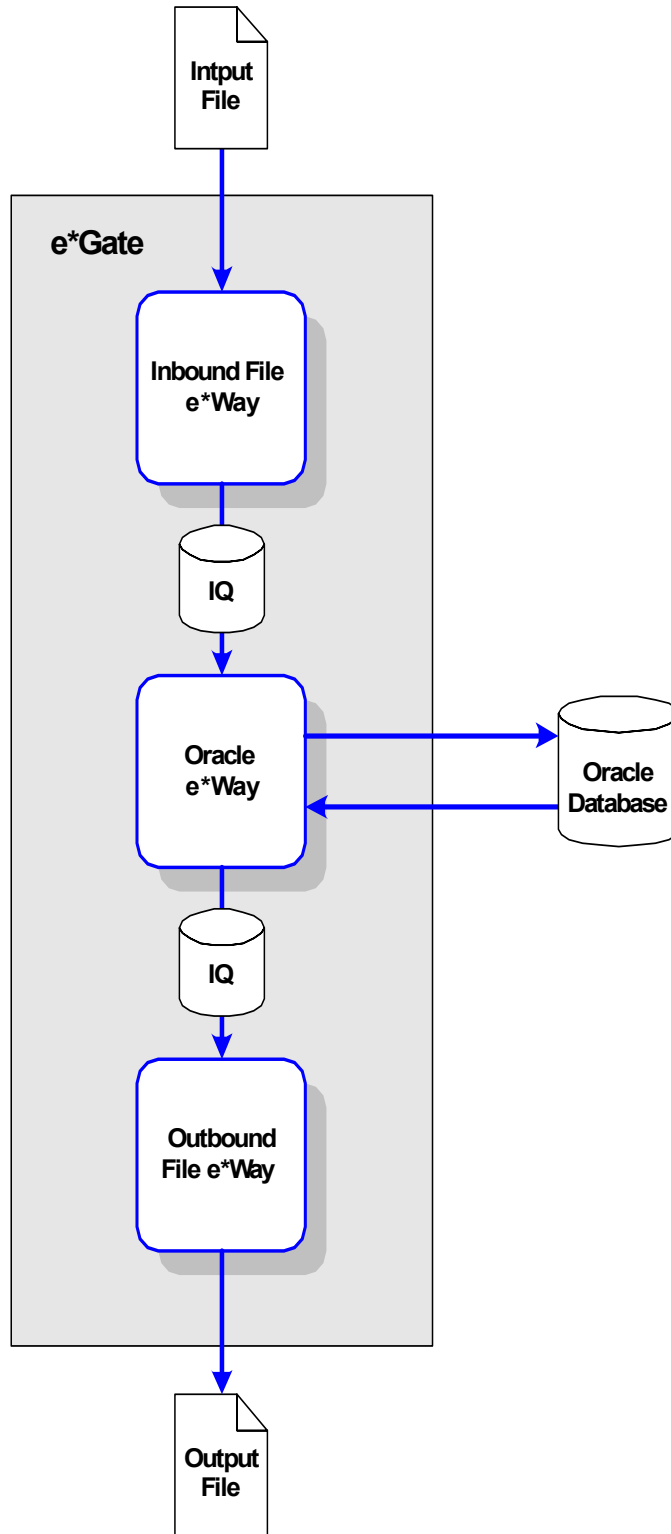 Intput
File
e*Gate
Inbound File
e*Way
IQ
Oracle
e*Way
Oracle
Database
IQ
Outbound
File e*Way
Output
File